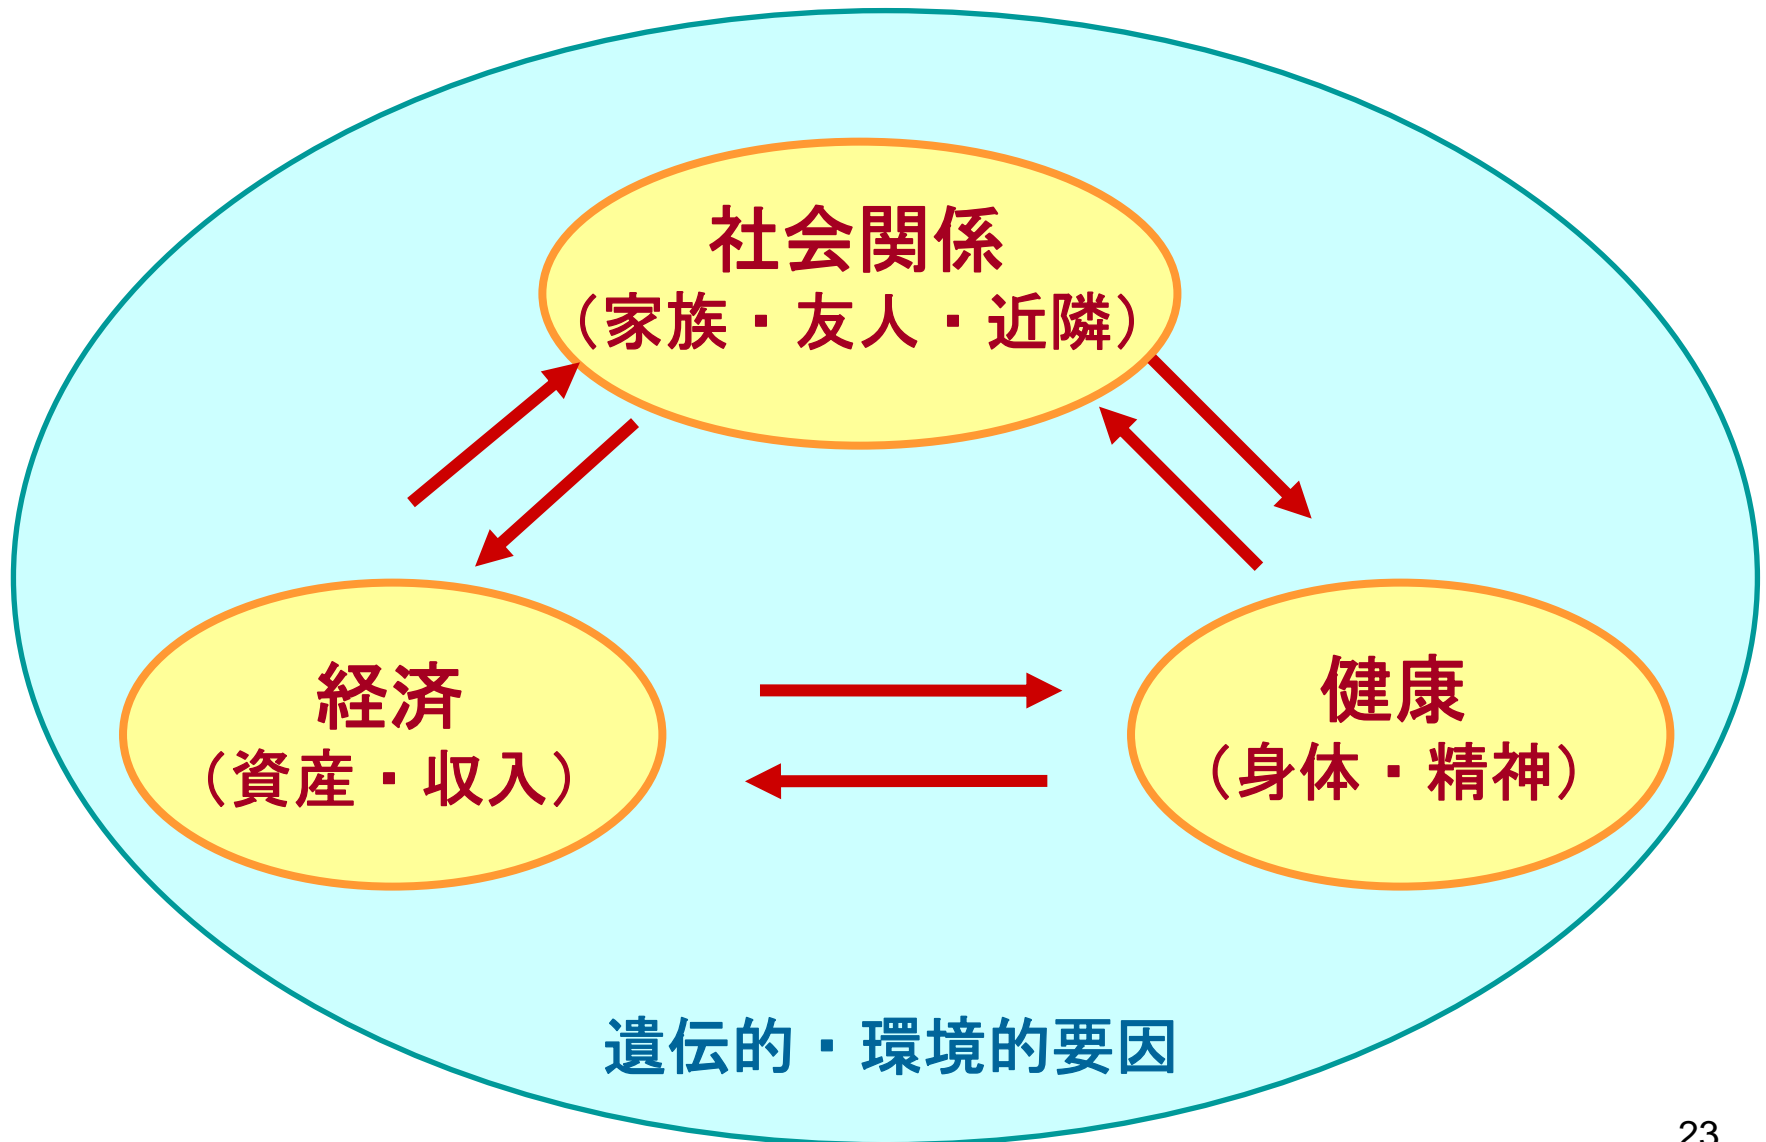 社会関係
（家族・友人・近隣）
経済
（資産・収入）
健康
（身体・精神）
遺伝的・環境的要因
23